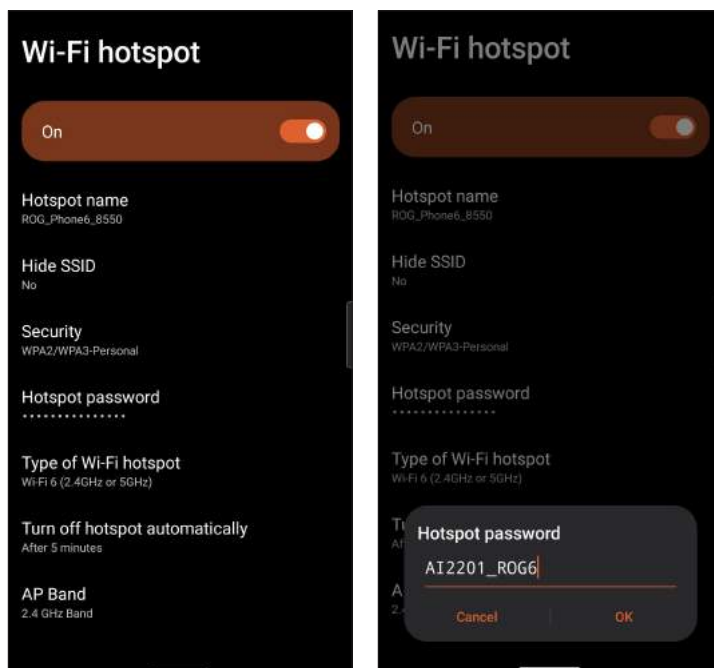 Wi-Fi hotspot
On
Hotspot name
ROG_Phone6_8550
Hide SSID
No
Security
WPA2/WPA3-Personal
Hotspot password
•••••••••••••••
Type of Wi-Fi hotspot
Wi-Fi 6 (2.4GHz or 5GHz)
Turn off hotspot automatically
After 5 minutes
AP Band
2.4 GHz Band
Wi-Fi hotspot
On
Hotspot name
ROG_Phone6_8550
Hide SSID
No
Security
WPA2/WPA3-Personal
Hotspot password
•••••••••••••••
Type of Wi-Fi hotspot
Wi-Fi 6 (2.4GHz or 5GHz)
Hotspot password
AI2201_ROG6
Cancel OK